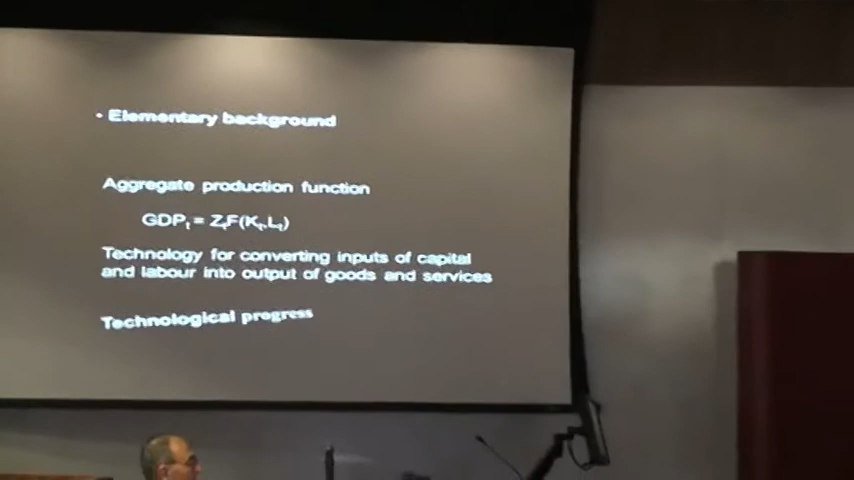 • Elementary background
Aggregate production function
GDPₜ = ZₜF(Kₜ,Lₜ)
Technology for converting inputs of capital
and labour into output of goods and services
Technological progress